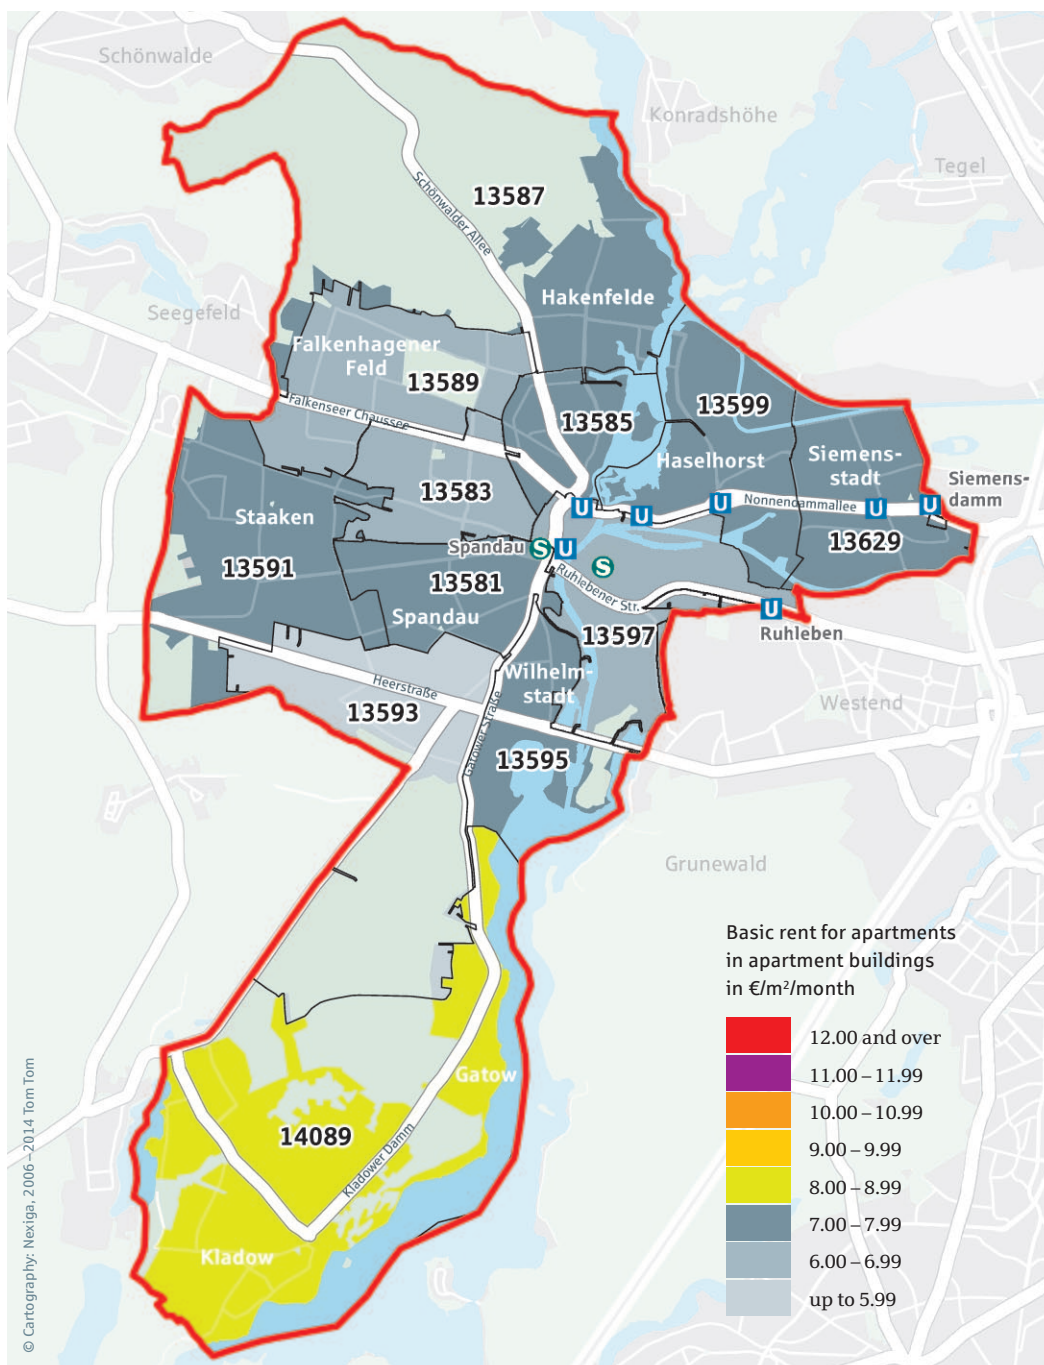 Schönwalde
Konradshöhe
Tegel
13587
Schönwalder Allee
Hakenfelde
Seegefeld
Falkenhagener
Feld
13589
Falkenseer Chaussee
13585
13599
Haselhorst
Siemens-
stadt
Siemens-
damm
13583
U
U
U
Nonnendammallee
U
U
Staaken
13629
Spandau
S
U
S
13591
13581
Ruhlebener Str.
Spandau
13597
U
Ruhleben
Wilhelm-
stadt
Heerstraße
13593
Gatower Straße
Westend
13595
Grunewald
Gatow
14089
Kladower Damm
Kladow
Basic rent for apartments
in apartment buildings
in €/m²/month
12.00 and over
11.00 – 11.99
10.00 – 10.99
9.00 – 9.99
8.00 – 8.99
7.00 – 7.99
6.00 – 6.99
up to 5.99
© Cartography: Nexiga, 2006 – 2014 Tom Tom